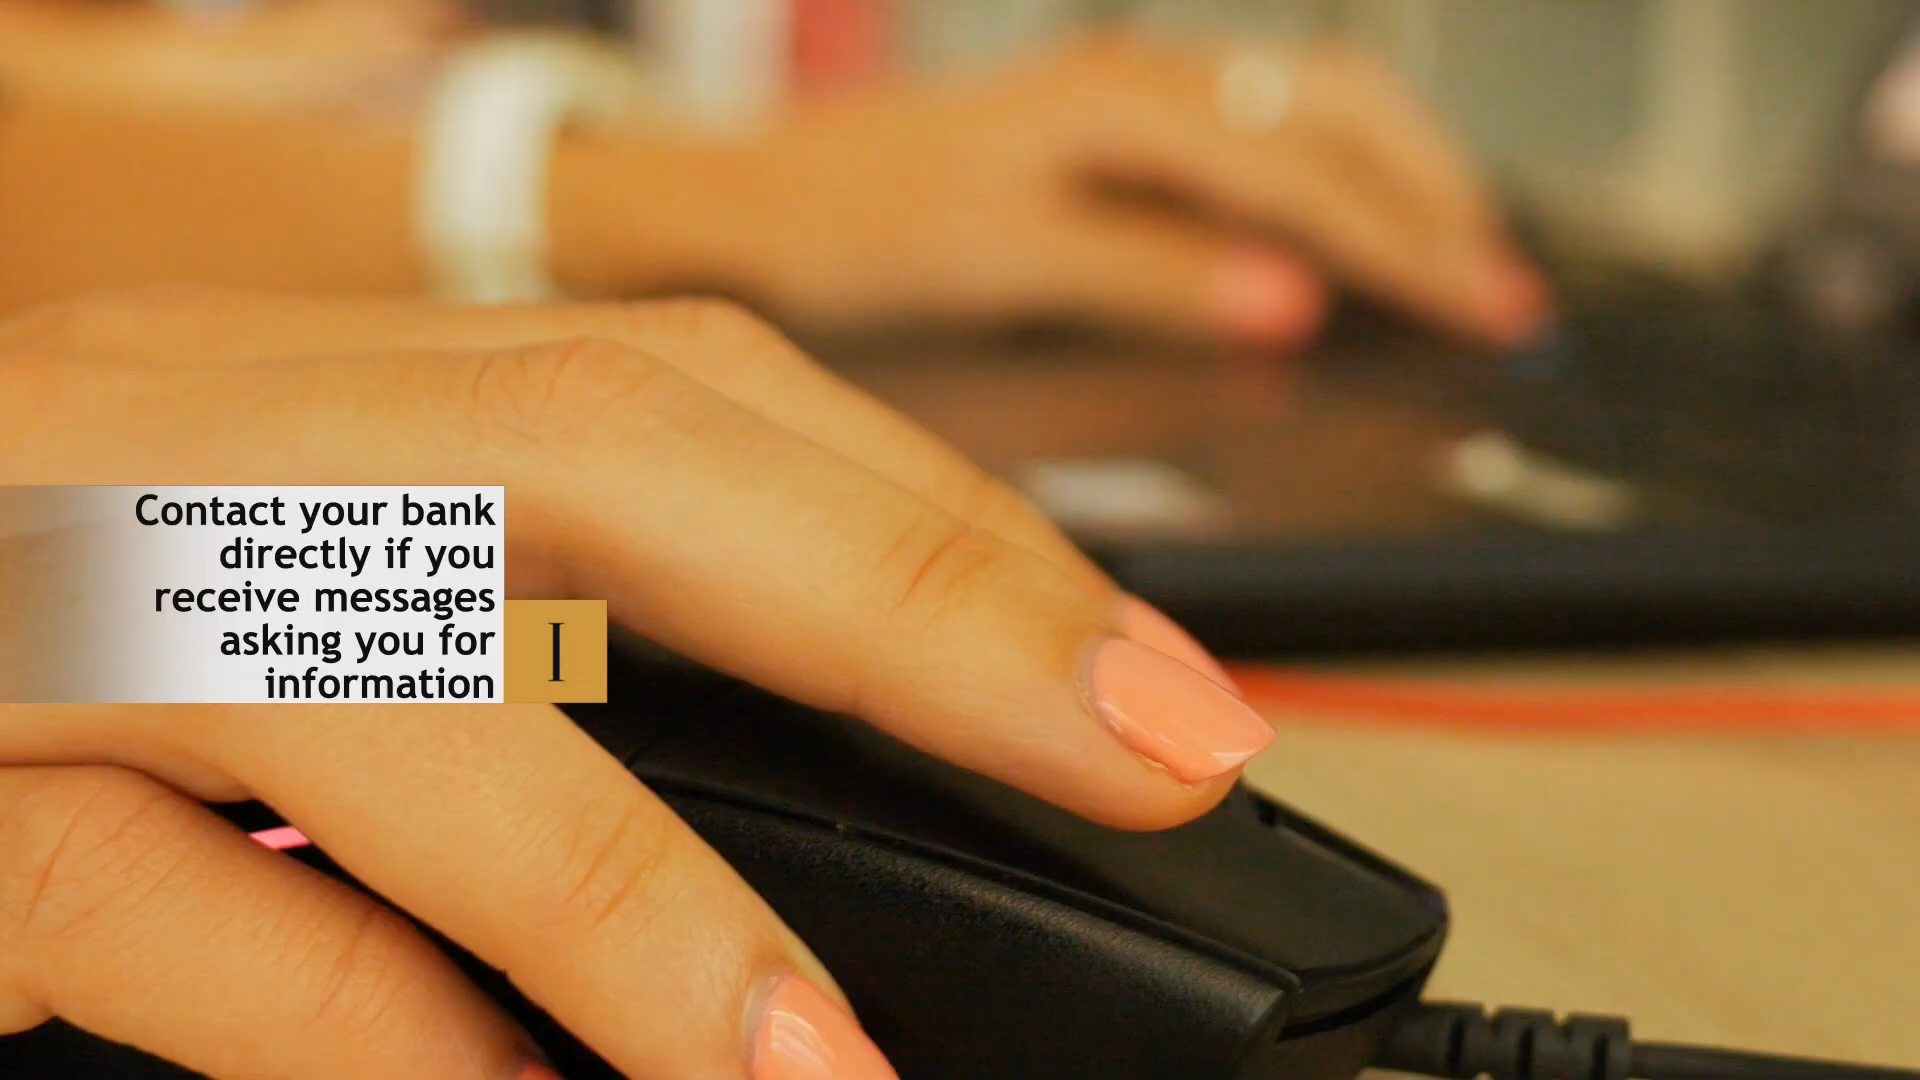 Contact your bank
directly if you
receive messages
asking you for
information
I